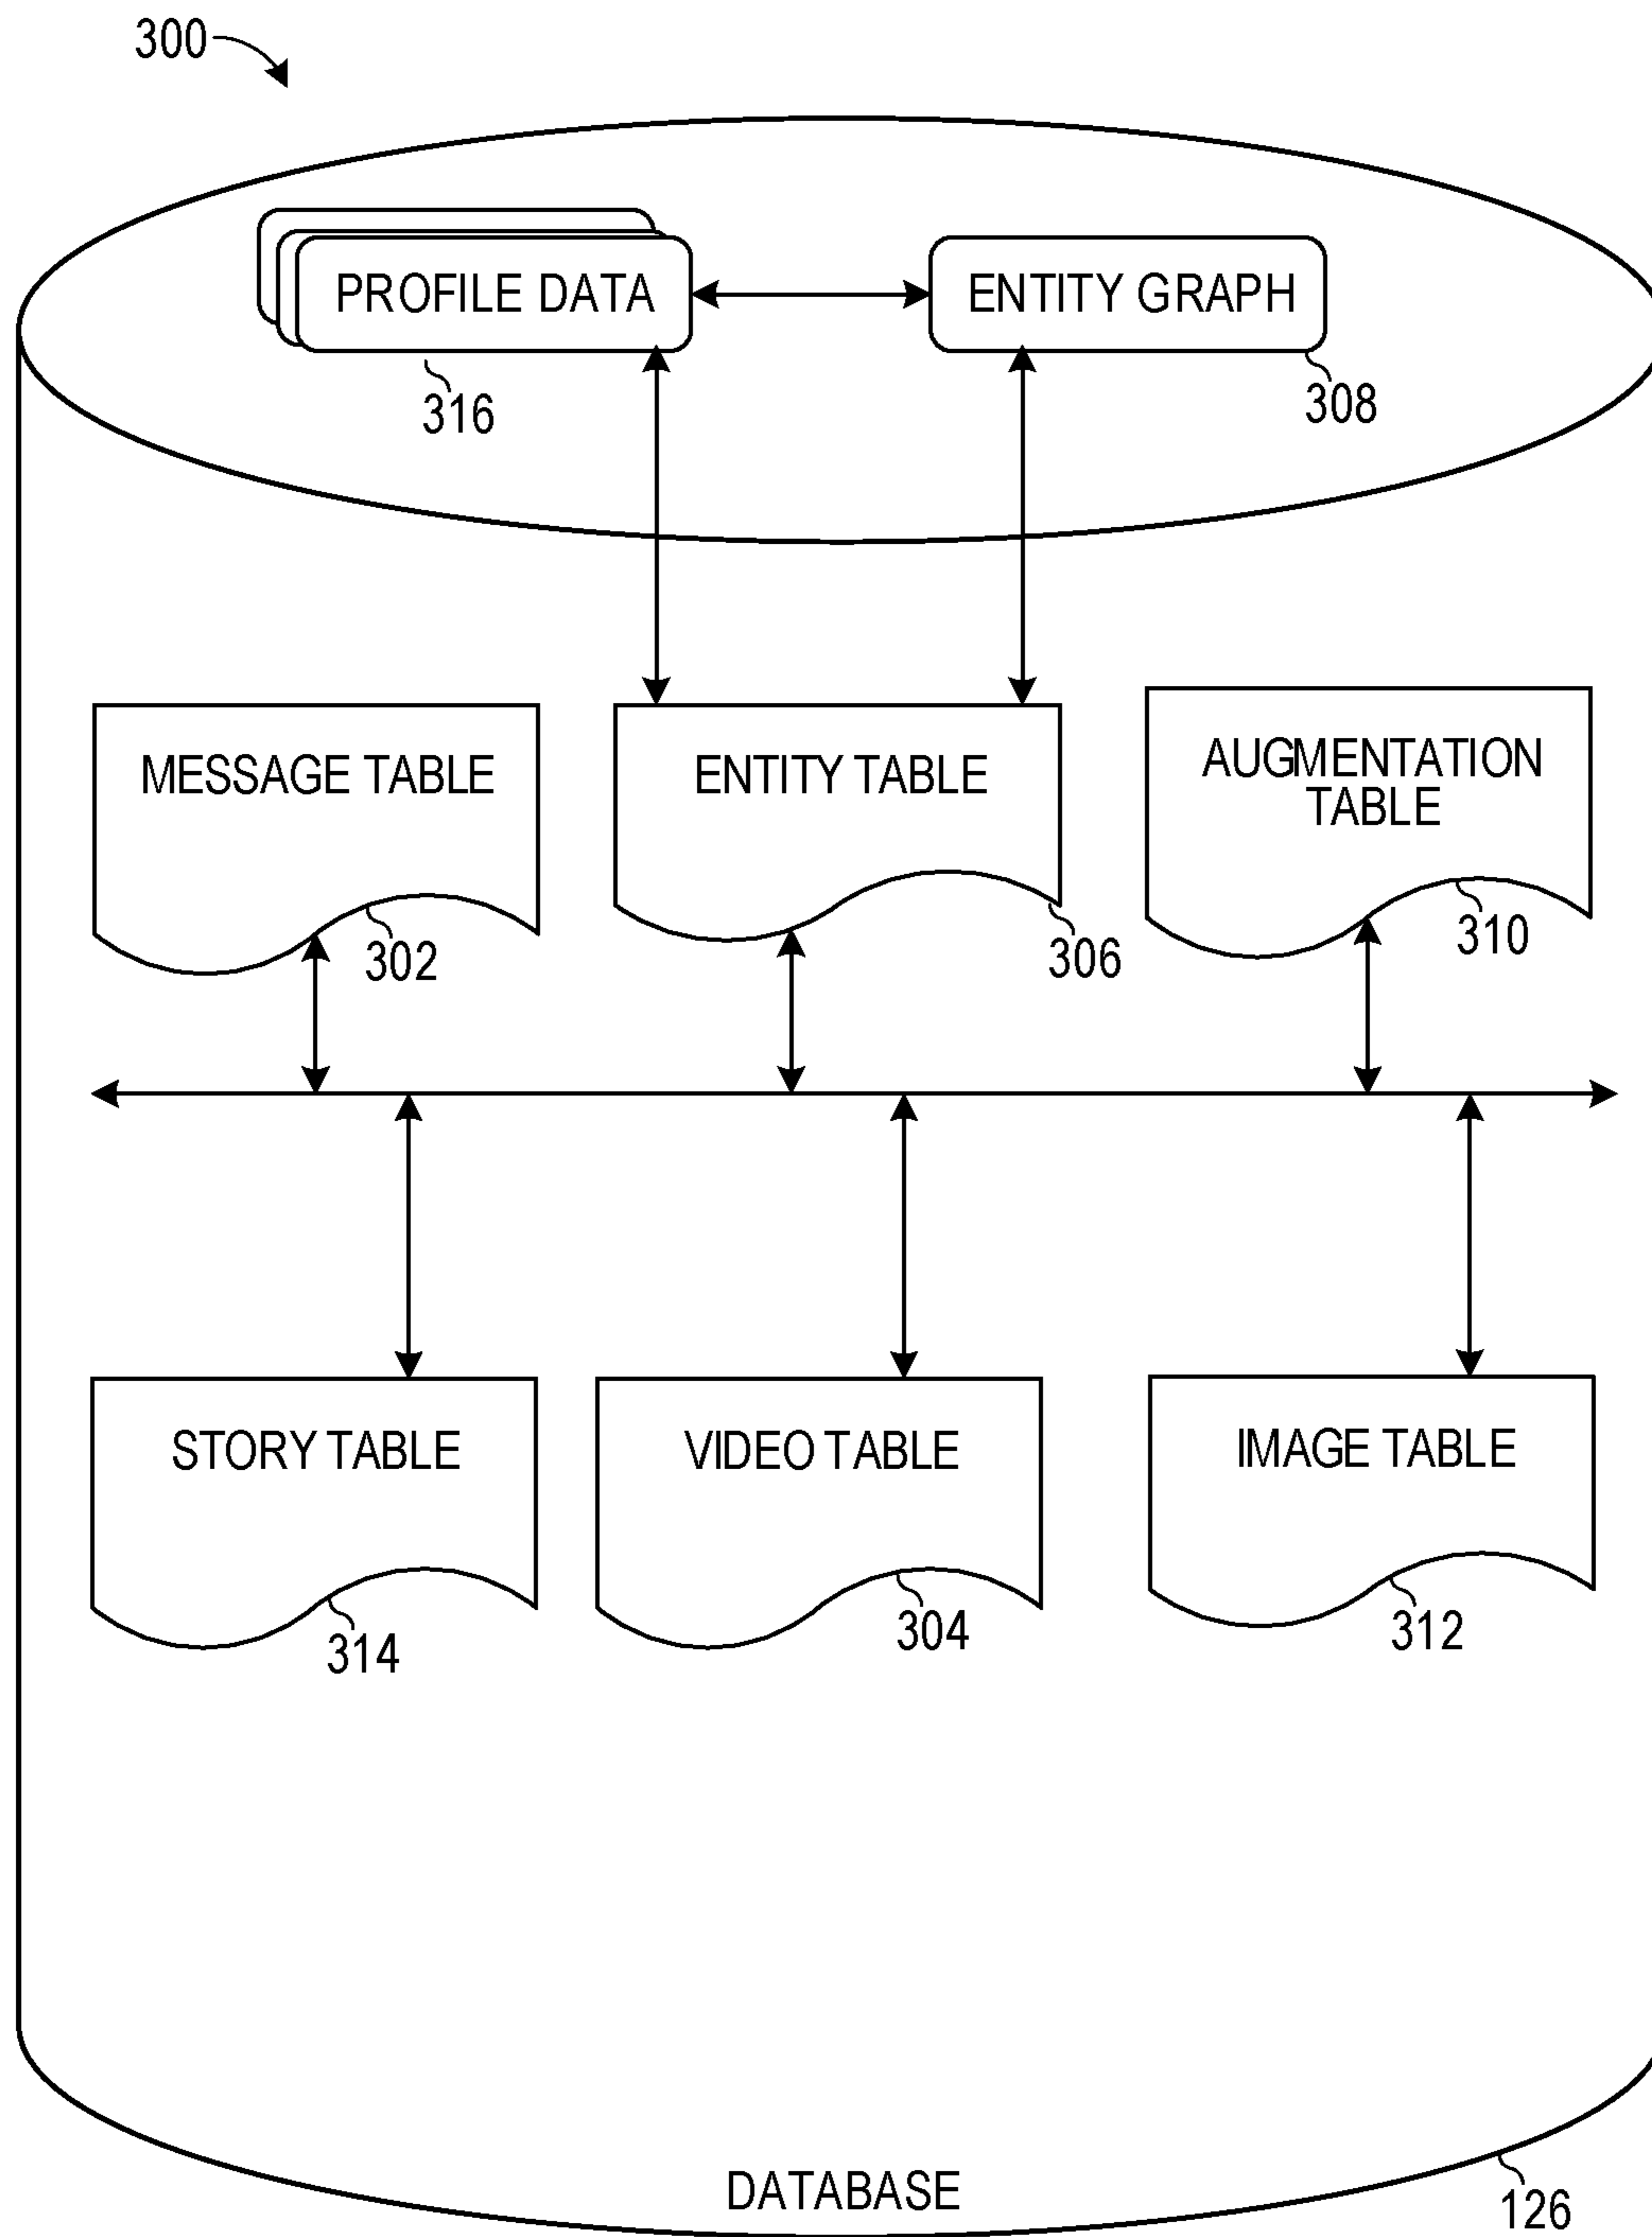 300
PROFILE DATA
ENTITY GRAPH
316
308
MESSAGE TABLE
ENTITY TABLE
AUGMENTATION
TABLE
302
306
310
STORY TABLE
VIDEO TABLE
IMAGE TABLE
314
304
312
DATABASE
126